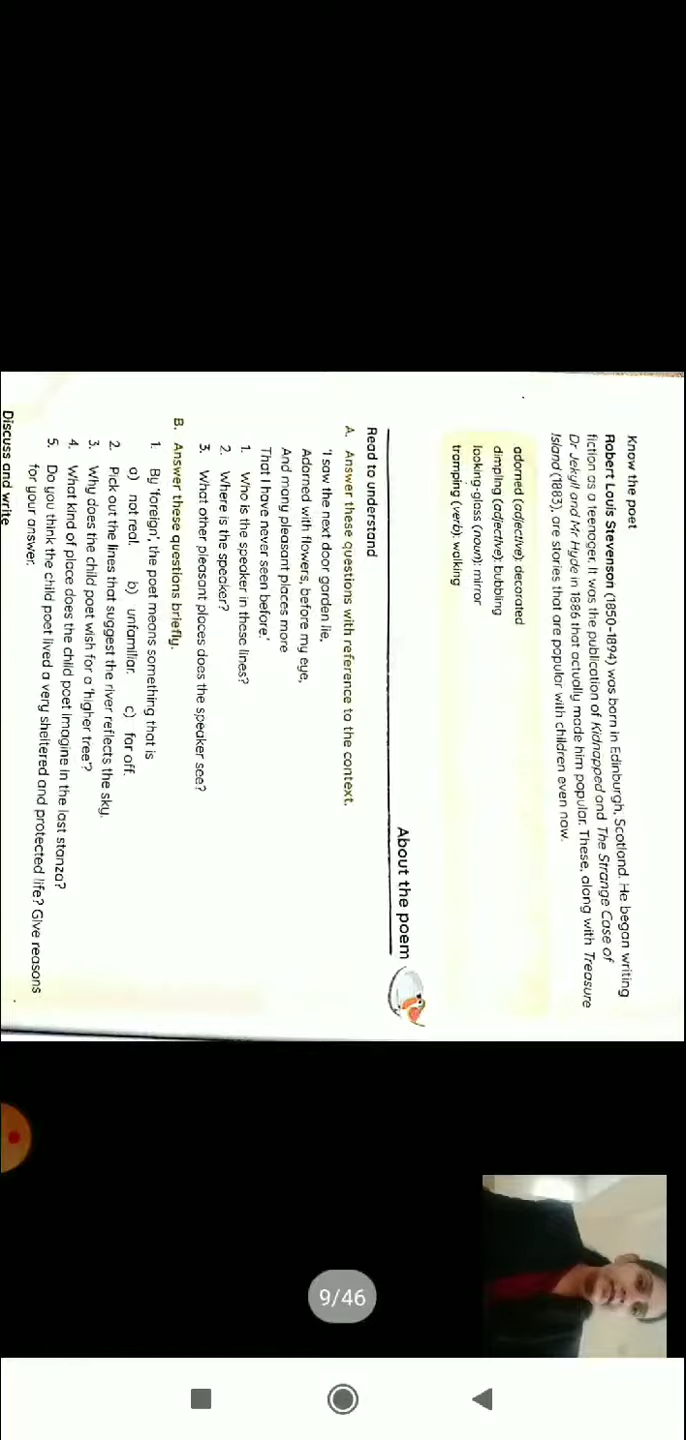 Know the poet
Robert Louis Stevenson (1850-1894) was born in Edinburgh, Scotland. He began writing
fiction as a teenager. It was the publication of Kidnapped and The Strange Case of
Dr Jekyll and Mr Hyde in 1886 that actually made him popular. These, along with Treasure
Island (1883), are stories that are popular with children even now.
adorned (adjective): decorated
dimpling (adjective): bubbling
looking-glass (noun): mirror
tramping (verb): walking
About the poem
Read to understand
A. Answer these questions with reference to the context.
'I saw the next door garden lie,
Adorned with flowers, before my eye,
And many pleasant places more
That I have never seen before.'
1. Who is the speaker in these lines?
2. Where is the speaker?
3. What other pleasant places does the speaker see?
B. Answer these questions briefly.
1. By 'foreign', the poet means something that is
a) not real. b) unfamiliar. c) far off.
2. Pick out the lines that suggest the river reflects the sky.
3. Why does the child poet wish for a 'higher tree'?
4. What kind of place does the child poet imagine in the last stanza?
5. Do you think the child poet lived a very sheltered and protected life? Give reasons
for your answer.
Discuss and write
9/46